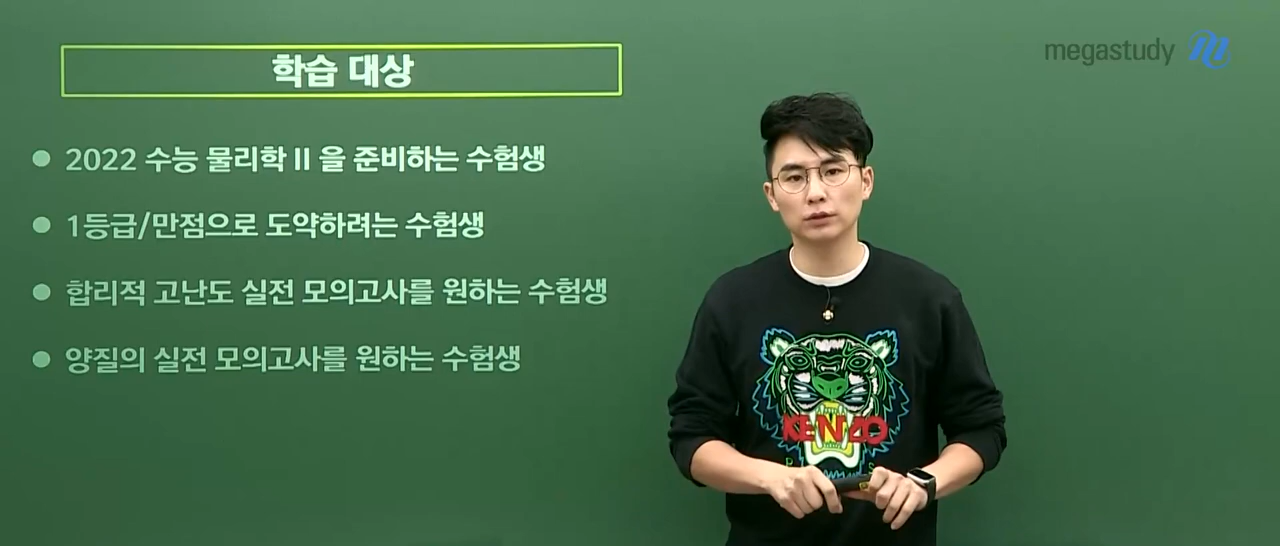 학습 대상
megastudy
2022 수능 물리학 II 을 준비하는 수험생
1등급/만점으로 도약하려는 수험생
합리적 고난도 실전 모의고사를 원하는 수험생
양질의 실전 모의고사를 원하는 수험생
KENZO